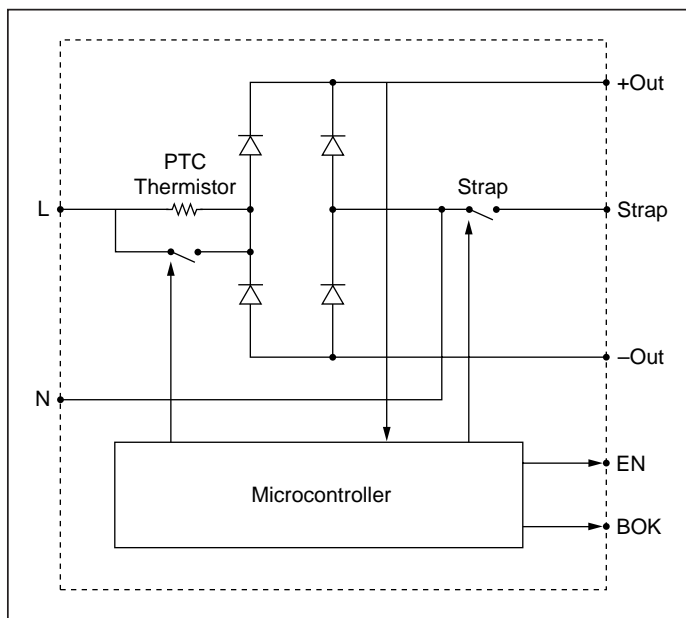 +Out
PTC
Thermistor
Strap
L
Strap
–Out
N
EN
Microcontroller
BOK